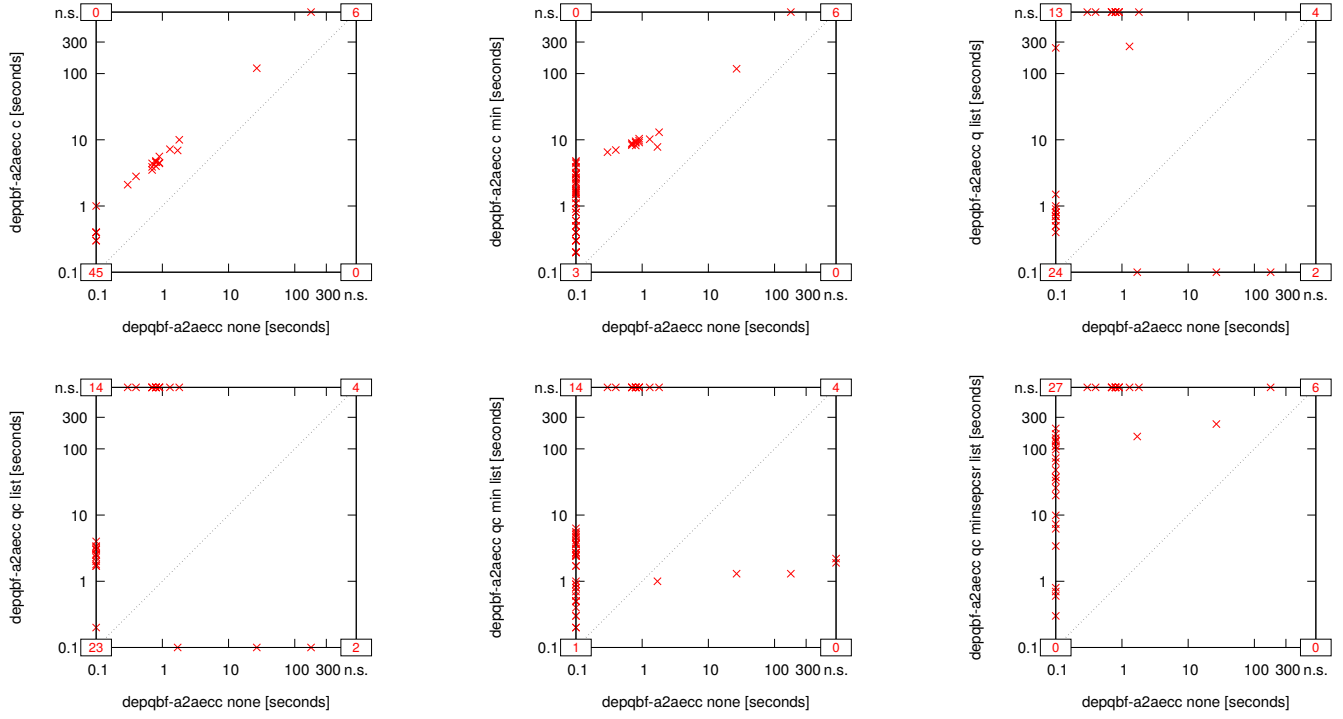 n.s. 0 6
300
100
10
1
0.1 45 0
0.1 1 10 100 300 n.s.
depqbf-a2aecc c [seconds]
depqbf-a2aecc none [seconds]
n.s. 0 6
300
100
10
1
0.1 3 0
0.1 1 10 100 300 n.s.
depqbf-a2aecc c min [seconds]
depqbf-a2aecc none [seconds]
n.s. 13 4
300
100
10
1
0.1 24 2
0.1 1 10 100 300 n.s.
depqbf-a2aecc q list [seconds]
depqbf-a2aecc none [seconds]
n.s. 14 4
300
100
10
1
0.1 23 2
0.1 1 10 100 300 n.s.
depqbf-a2aecc qc list [seconds]
depqbf-a2aecc none [seconds]
n.s. 14 4
300
100
10
1
0.1 1 0
0.1 1 10 100 300 n.s.
depqbf-a2aecc qc min list [seconds]
depqbf-a2aecc none [seconds]
n.s. 27 6
300
100
10
1
0.1 0 0
0.1 1 10 100 300 n.s.
depqbf-a2aecc qc minsepcsr list [seconds]
depqbf-a2aecc none [seconds]